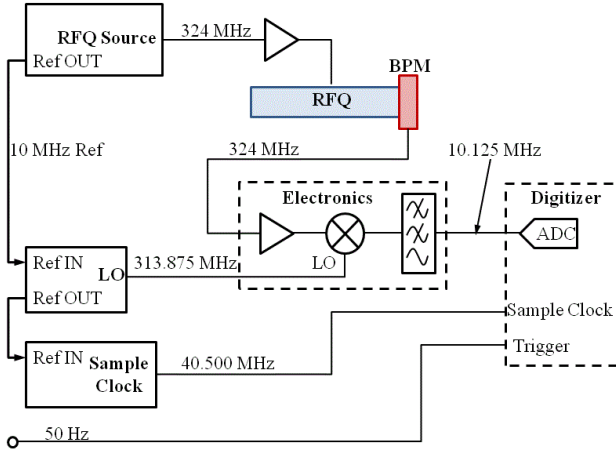 RFQ Source
324 MHz
Ref OUT
BPM
RFQ
10 MHz Ref
324 MHz
10.125 MHz
Electronics
Digitizer
ADC
Ref IN
LO
313.875 MHz
LO
Ref OUT
Sample Clock
Ref IN
Sample
Clock
40.500 MHz
Trigger
50 Hz